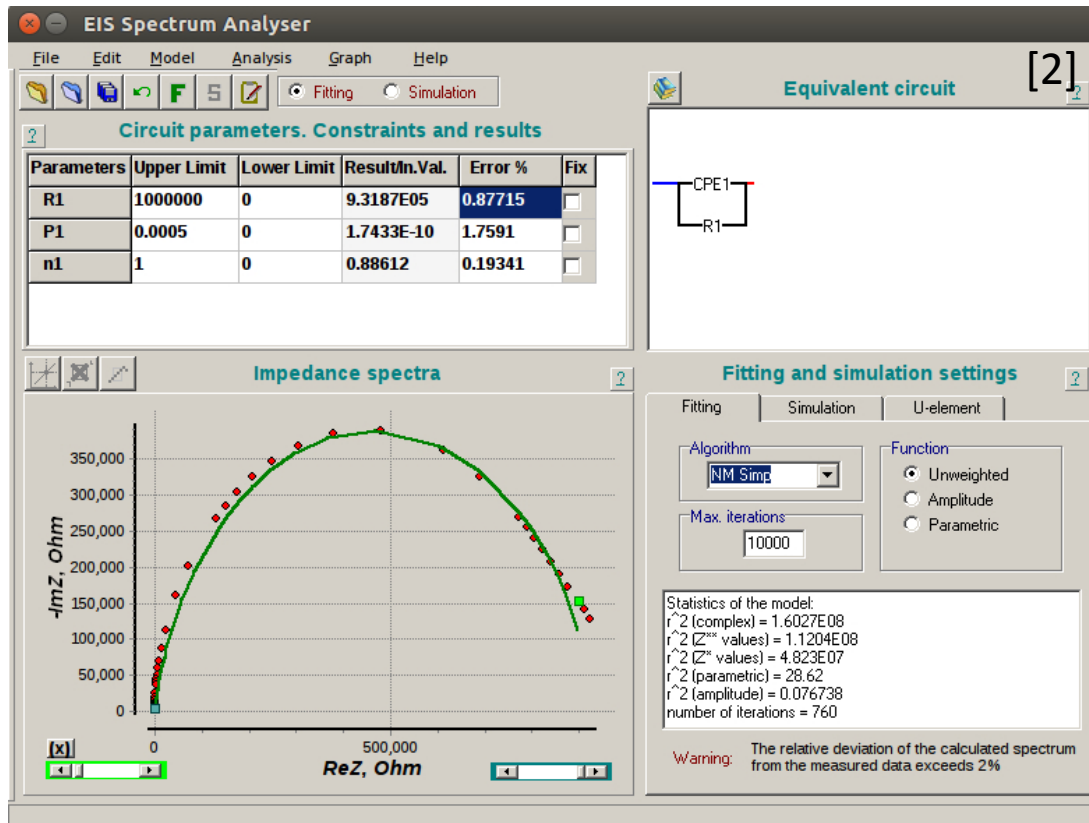 EIS Spectrum Analyser
File Edit Model Analysis Graph Help
[2]
F S Fitting Simulation
Equivalent circuit
?
? Circuit parameters. Constraints and results
Parameters Upper Limit Lower Limit Result/In.Val. Error % Fix
R1 1000000 0 9.3187E05 0.87715
P1 0.0005 0 1.7433E-10 1.7591
n1 1 0 0.88612 0.19341
CPE1
R1
Impedance spectra ?
-ImZ, Ohm
350,000
300,000
250,000
200,000
150,000
100,000
50,000
0
0 500,000
(x)
ReZ, Ohm
Fitting and simulation settings ?
Fitting Simulation U-element
Algorithm
NM Simp
Max. iterations
10000
Function
Unweighted
Amplitude
Parametric
Statistics of the model:
r^2 (complex) = 1.6027E08
r^2 (Z'' values) = 1.1204E08
r^2 (Z' values) = 4.823E07
r^2 (parametric) = 28.62
r^2 (amplitude) = 0.076738
number of iterations = 760
Warning: The relative deviation of the calculated spectrum
from the measured data exceeds 2%